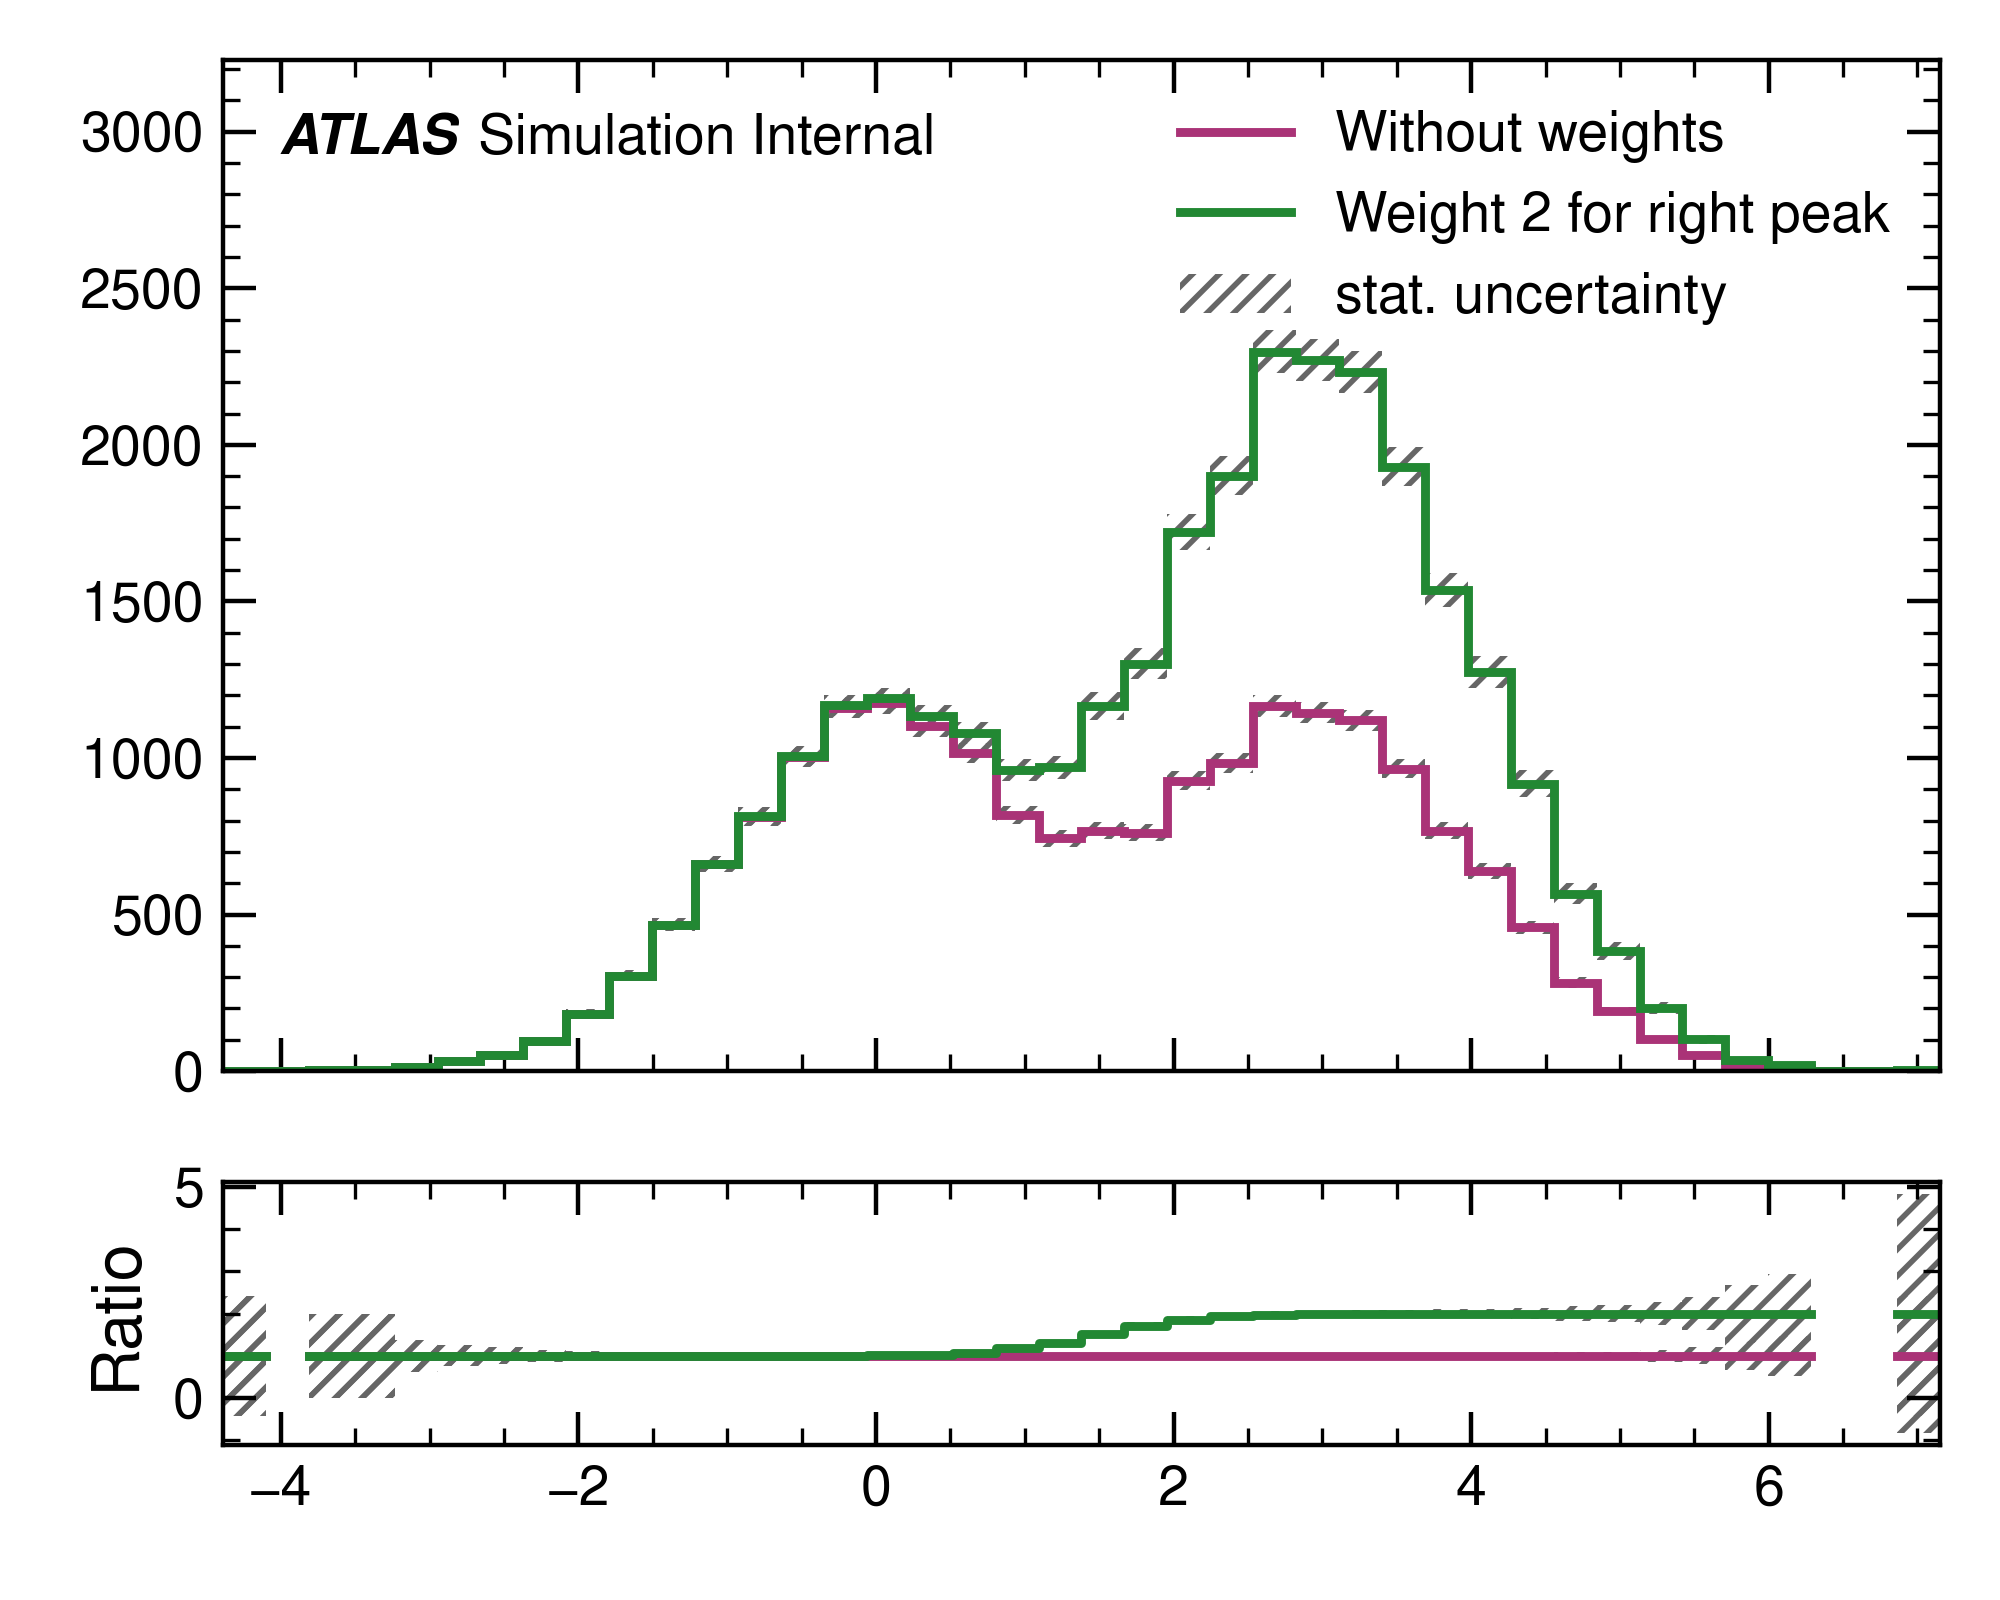 ATLAS Simulation Internal
Without weights
Weight 2 for right peak
stat. uncertainty
3000
2500
2000
1500
1000
500
0
5
0
Ratio
−4 −2 0 2 4 6